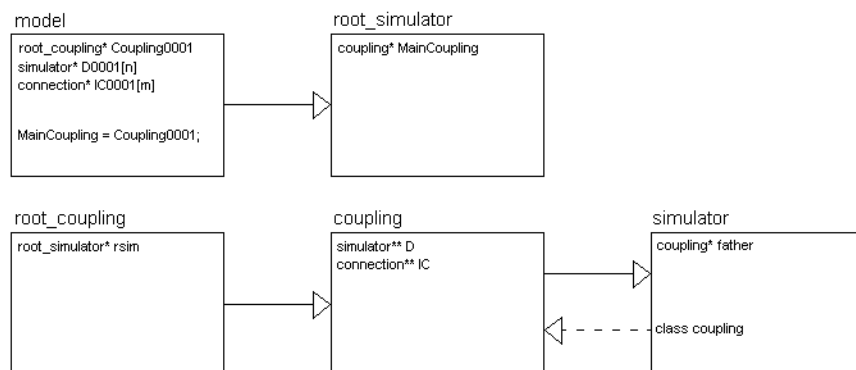 model
root_coupling* Coupling0001
simulator* D0001[n]
connection* IC0001[m]
MainCoupling = Coupling0001;
root_simulator
coupling* MainCoupling
root_coupling
root_simulator* rsim
coupling
simulator** D
connection** IC
simulator
coupling* father
class coupling